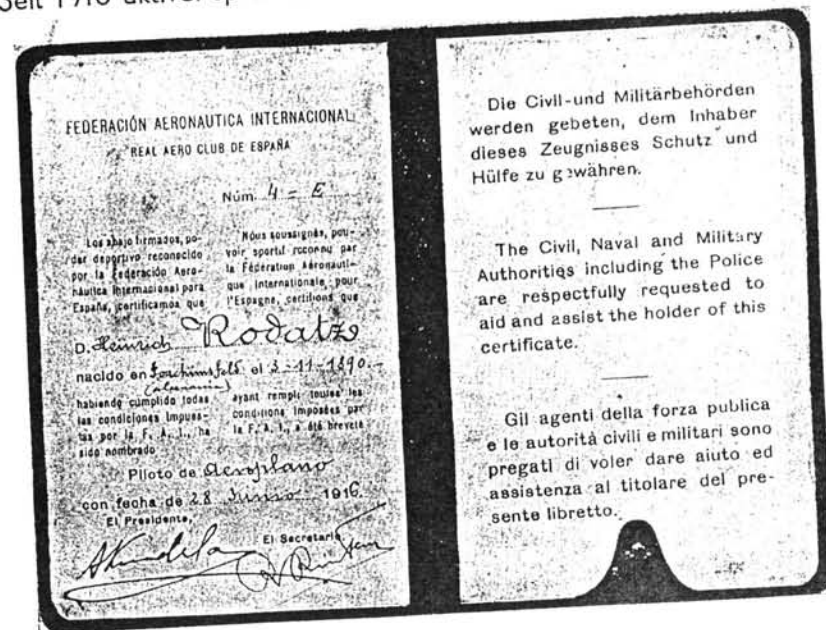 Seit 1910
FEDERACIÓN AERONAUTICA INTERNACIONAL
REAL AERO CLUB DE ESPAÑA
Núm. 4 = E
Los abajo firmados, po-
der deportivo reconocido
por la Federación Aero-
náutica Internacional para
España, certificamos que
Nous soussignés, pou-
voir sportif reconnu par
la Fédération Aéronauti-
que Internationale pour
l'Espagne, certifions que
D. Heinrich Rodatz
nacido en Joachimsfeld el 3-11-1890.-
(alemania)
habiendo cumplido todas
las condiciones impues-
tas por la F. A. I., ha
sido nombrado
ayant rempli toutes les
conditions imposées par
la F. A. I., a été breveté
Piloto de Aeroplano
con fecha de 28 Junio 1916.
El Presidente,
El Secretario,
Die Civil-und Militärbehörden
werden gebeten, dem Inhaber
dieses Zeugnisses Schutz und
Hülfe zu gewähren.
The Civil, Naval and Military
Authorities including the Police
are respectfully requested to
aid and assist the holder of this
certificate.
Gil agenti della forza publica
e le autorità civili e militari sono
pregati di voler dare aiuto ed
assistenza al titolare del pre-
sente libretto.